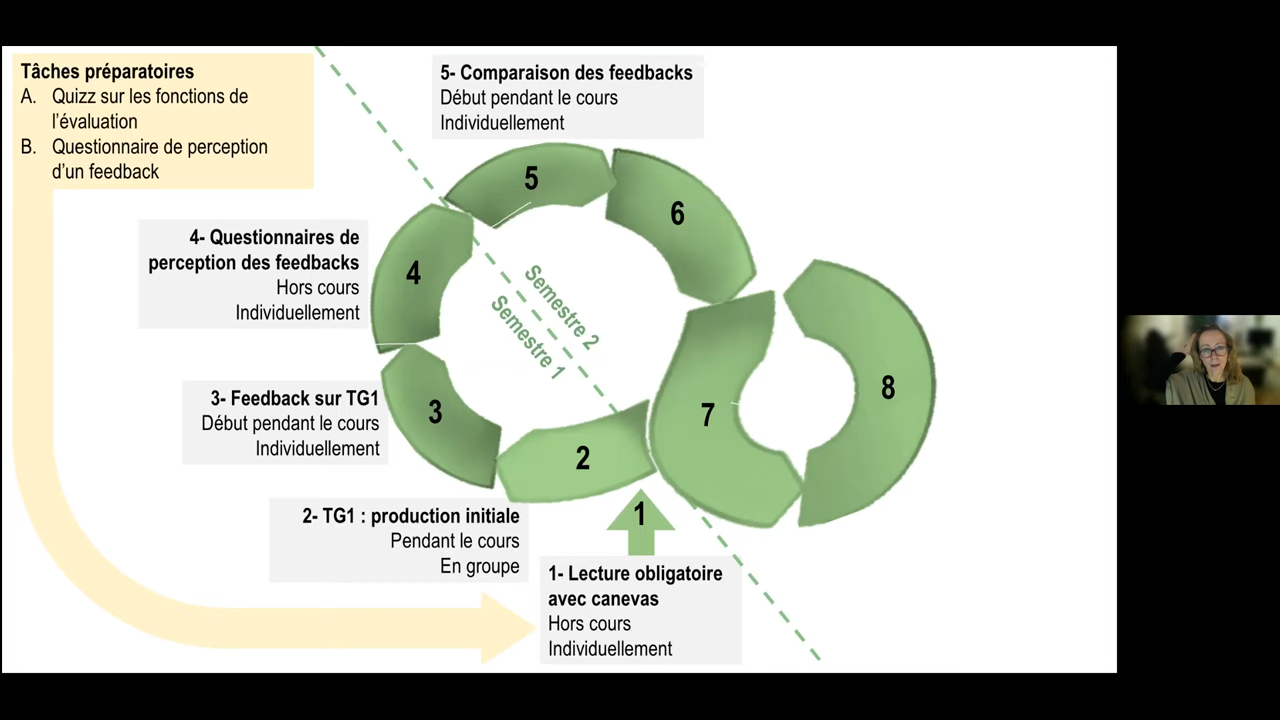 Tâches préparatoires
A. Quizz sur les fonctions de
l'évaluation
B. Questionnaire de perception
d'un feedback
5- Comparaison des feedbacks
Début pendant le cours
Individuellement
5
6
4- Questionnaires de
perception des feedbacks
Hors cours
Individuellement
4
Semestre 2
Semestre 1
3- Feedback sur TG1
Début pendant le cours
Individuellement
3
7
8
2
2- TG1 : production initiale
Pendant le cours
En groupe
1
1- Lecture obligatoire
avec canevas
Hors cours
Individuellement